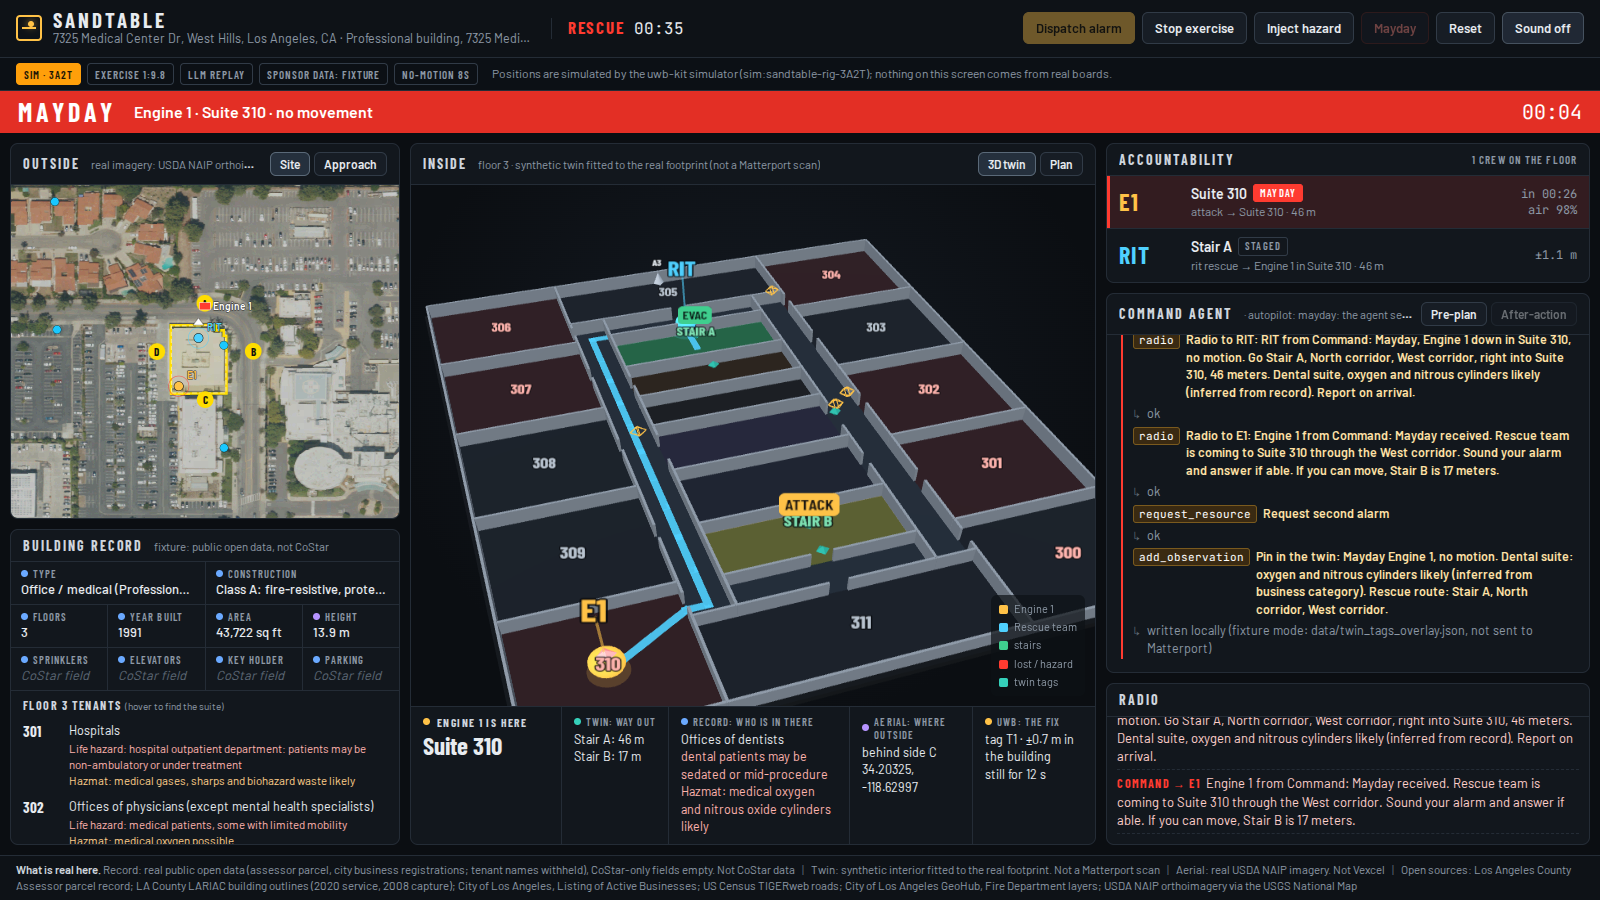 SANDTABLE
7325 Medical Center Dr, West Hills, Los Angeles, CA · Professional building, 7325 Medi...
RESCUE 00:35
Dispatch alarm
Stop exercise
Inject hazard
Mayday
Reset
Sound off
SIM · 3A2T
EXERCISE 1:9.8
LLM REPLAY
SPONSOR DATA: FIXTURE
NO-MOTION 8S
Positions are simulated by the uwb-kit simulator (sim:sandtable-rig-3A2T); nothing on this screen comes from real boards.
MAYDAY
Engine 1 · Suite 310 · no movement
00:04
OUTSIDE
real imagery: USDA NAIP orthoi...
Site
Approach
Engine 1
RIT
D
B
E1
C
BUILDING RECORD
fixture: public open data, not CoStar
TYPE
Office / medical (Profession...
CONSTRUCTION
Class A: fire-resistive, prote...
FLOORS
3
YEAR BUILT
1991
AREA
43,722 sq ft
HEIGHT
13.9 m
SPRINKLERS
CoStar field
ELEVATORS
CoStar field
KEY HOLDER
CoStar field
PARKING
CoStar field
FLOOR 3 TENANTS (hover to find the suite)
301
Hospitals
Life hazard: hospital outpatient department: patients may be
non-ambulatory or under treatment
Hazmat: medical gases, sharps and biohazard waste likely
302
Offices of physicians (except mental health specialists)
Life hazard: medical patients, some with limited mobility
Hazmat: medical oxygen possible
INSIDE
floor 3 · synthetic twin fitted to the real footprint (not a Matterport scan)
3D twin
Plan
A3
RIT
304
305
306
EVAC
STAIR A
303
307
302
308
301
ATTACK
STAIR B
309
300
E1
311
310
Engine 1
Rescue team
stairs
lost / hazard
twin tags
ENGINE 1 IS HERE
Suite 310
TWIN: WAY OUT
Stair A: 46 m
Stair B: 17 m
RECORD: WHO IS IN THERE
Offices of dentists
dental patients may be
sedated or mid-procedure
Hazmat: medical oxygen
and nitrous oxide cylinders
likely
AERIAL: WHERE
OUTSIDE
behind side C
34.20325,
-118.62997
UWB: THE FIX
tag T1 · ±0.7 m in
the building
still for 12 s
ACCOUNTABILITY
1 CREW ON THE FLOOR
E1
Suite 310 MAYDAY
attack → Suite 310 · 46 m
in 00:26
air 98%
RIT
Stair A STAGED
rit rescue → Engine 1 in Suite 310 · 46 m
±1.1 m
COMMAND AGENT
· autopilot: mayday: the agent se...
Pre-plan
After-action
radio Radio to RIT: RIT from Command: Mayday, Engine 1 down in Suite 310,
no motion. Go Stair A, North corridor, West corridor, right into Suite
310, 46 meters. Dental suite, oxygen and nitrous cylinders likely
(inferred from record). Report on arrival.
↳ ok
radio Radio to E1: Engine 1 from Command: Mayday received. Rescue team
is coming to Suite 310 through the West corridor. Sound your alarm
and answer if able. If you can move, Stair B is 17 meters.
↳ ok
request_resource Request second alarm
↳ ok
add_observation Pin in the twin: Mayday Engine 1, no motion. Dental suite:
oxygen and nitrous cylinders likely (inferred from
business category). Rescue route: Stair A, North
corridor, West corridor.
↳ written locally (fixture mode: data/twin_tags_overlay.json, not sent to
Matterport)
RADIO
motion. Go Stair A, North corridor, West corridor, right into Suite 310, 46 meters.
Dental suite, oxygen and nitrous cylinders likely (inferred from record). Report on
arrival.
COMMAND → E1 Engine 1 from Command: Mayday received. Rescue team is
coming to Suite 310 through the West corridor. Sound your alarm and answer if
able. If you can move, Stair B is 17 meters.
What is real here. Record: real public open data (assessor parcel, city business registrations; tenant names withheld), CoStar-only fields empty. Not CoStar data | Twin: synthetic interior fitted to the real footprint. Not a Matterport scan | Aerial: real USDA NAIP imagery. Not Vexcel | Open sources: Los Angeles County
Assessor parcel record; LA County LARIAC building outlines (2020 service, 2008 capture); City of Los Angeles, Listing of Active Businesses; US Census TIGERweb roads; City of Los Angeles GeoHub, Fire Department layers; USDA NAIP orthoimagery via the USGS National Map